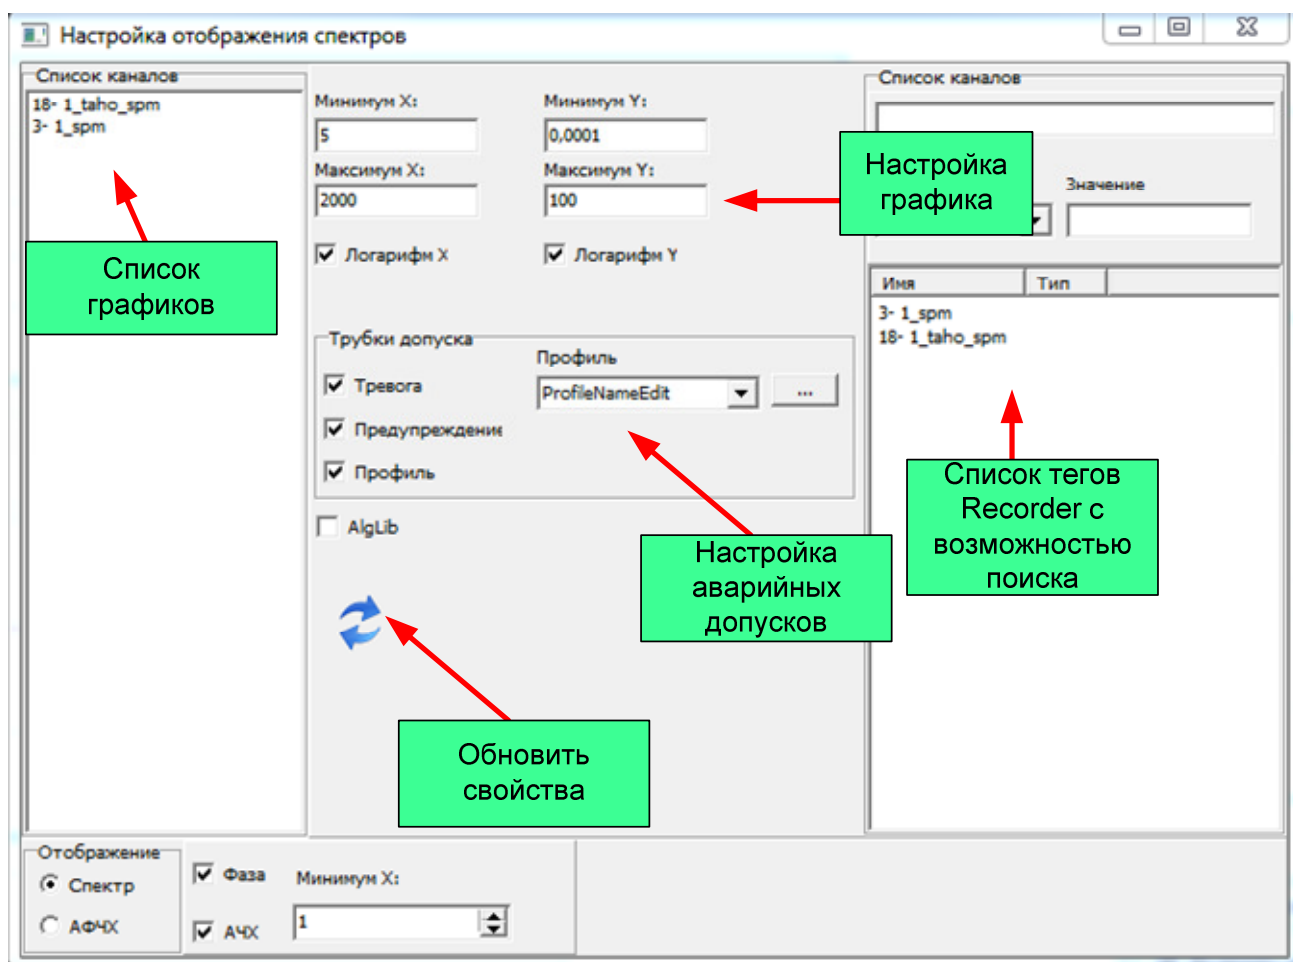 Настройка отображения спектров
Список каналов
18- 1_taho_spm
3- 1_spm
Список
графиков
Минимум X:
5
Минимум Y:
0,0001
Максимум X:
2000
Максимум Y:
100
Логарифм X
Логарифм Y
Настройка
графика
Трубки допуска
Тревога
Предупреждение
Профиль
Профиль
ProfileNameEdit
...
AlgLib
Настройка
аварийных
допусков
Обновить
свойства
Список каналов
Значение
Имя
Тип
3- 1_spm
18- 1_taho_spm
Список тегов
Recorder с
возможностью
поиска
Отображение
Спектр
АФЧХ
Фаза
АЧХ
Минимум X:
1